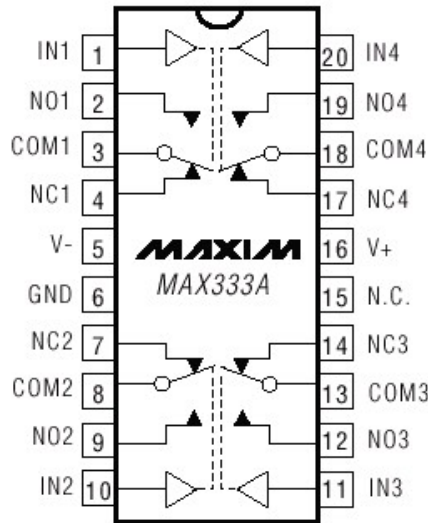 IN1 1 20 IN4
NO1 2 19 NO4
COM1 3 18 COM4
NC1 4 17 NC4
V- 5 MAXIM 16 V+
GND 6 MAX333A 15 N.C.
NC2 7 14 NC3
COM2 8 13 COM3
NO2 9 12 NO3
IN2 10 11 IN3